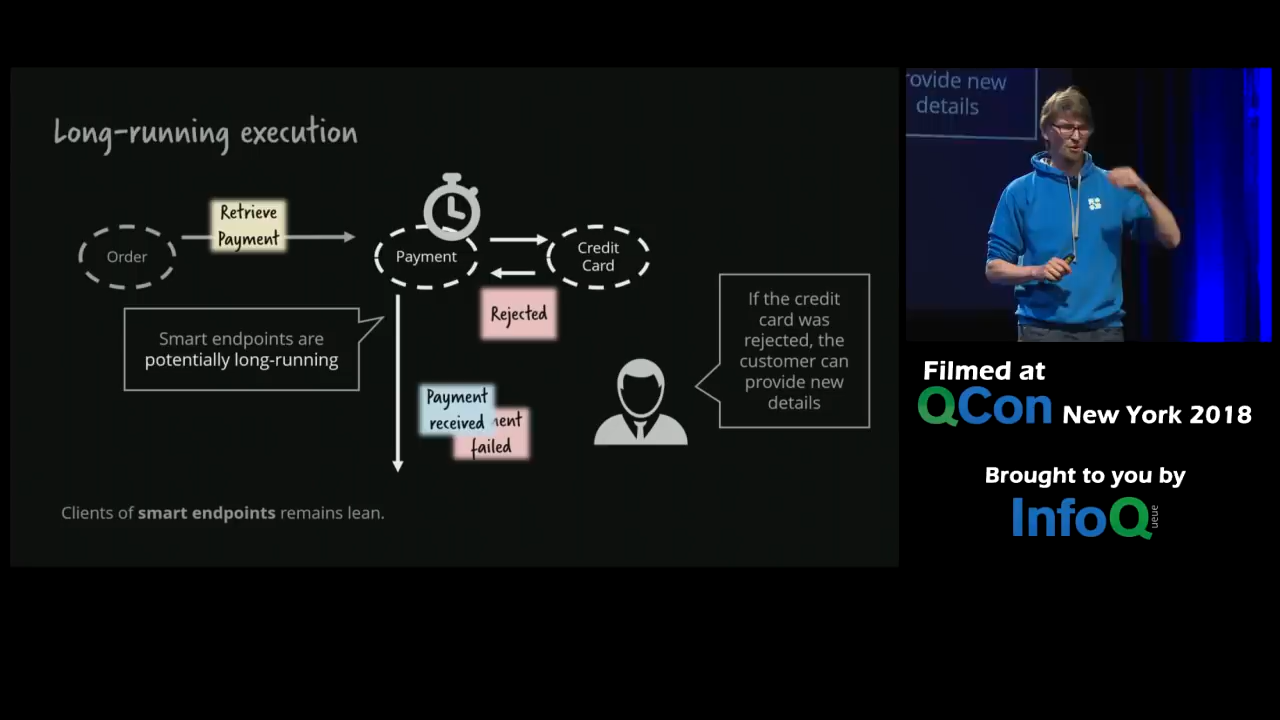 Long-running execution
Retrieve
Payment
Order
Payment
Credit
Card
Rejected
Smart endpoints are
potentially long-running
If the credit
card was
rejected, the
customer can
provide new
details
Payment
received
ment
failed
Clients of smart endpoints remains lean.
rovide new
details
Filmed at
QCon New York 2018
Brought to you by
InfoQ
ueue